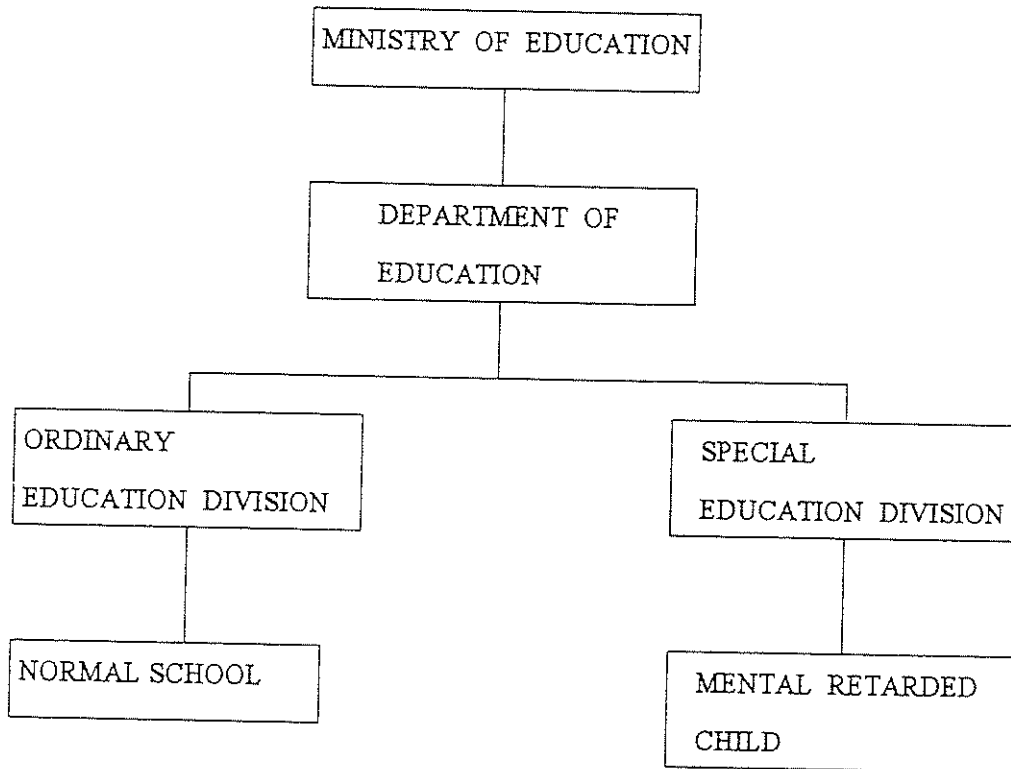 MINISTRY OF EDUCATION
DEPARTMENT OF
EDUCATION
ORDINARY
EDUCATION DIVISION
SPECIAL
EDUCATION DIVISION
NORMAL SCHOOL
MENTAL RETARDED
CHILD